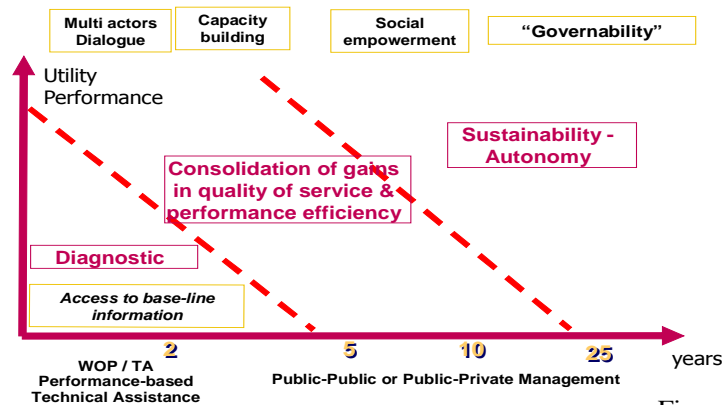 Multi actors
Dialogue
Capacity
building
Social
empowerment
“Governability”
Utility
Performance
Sustainability -
Autonomy
Consolidation of gains
in quality of service &
performance efficiency
Diagnostic
Access to base-line
information
2
5
10
25
years
WOP / TA
Performance-based
Technical Assistance
Public-Public or Public-Private Management